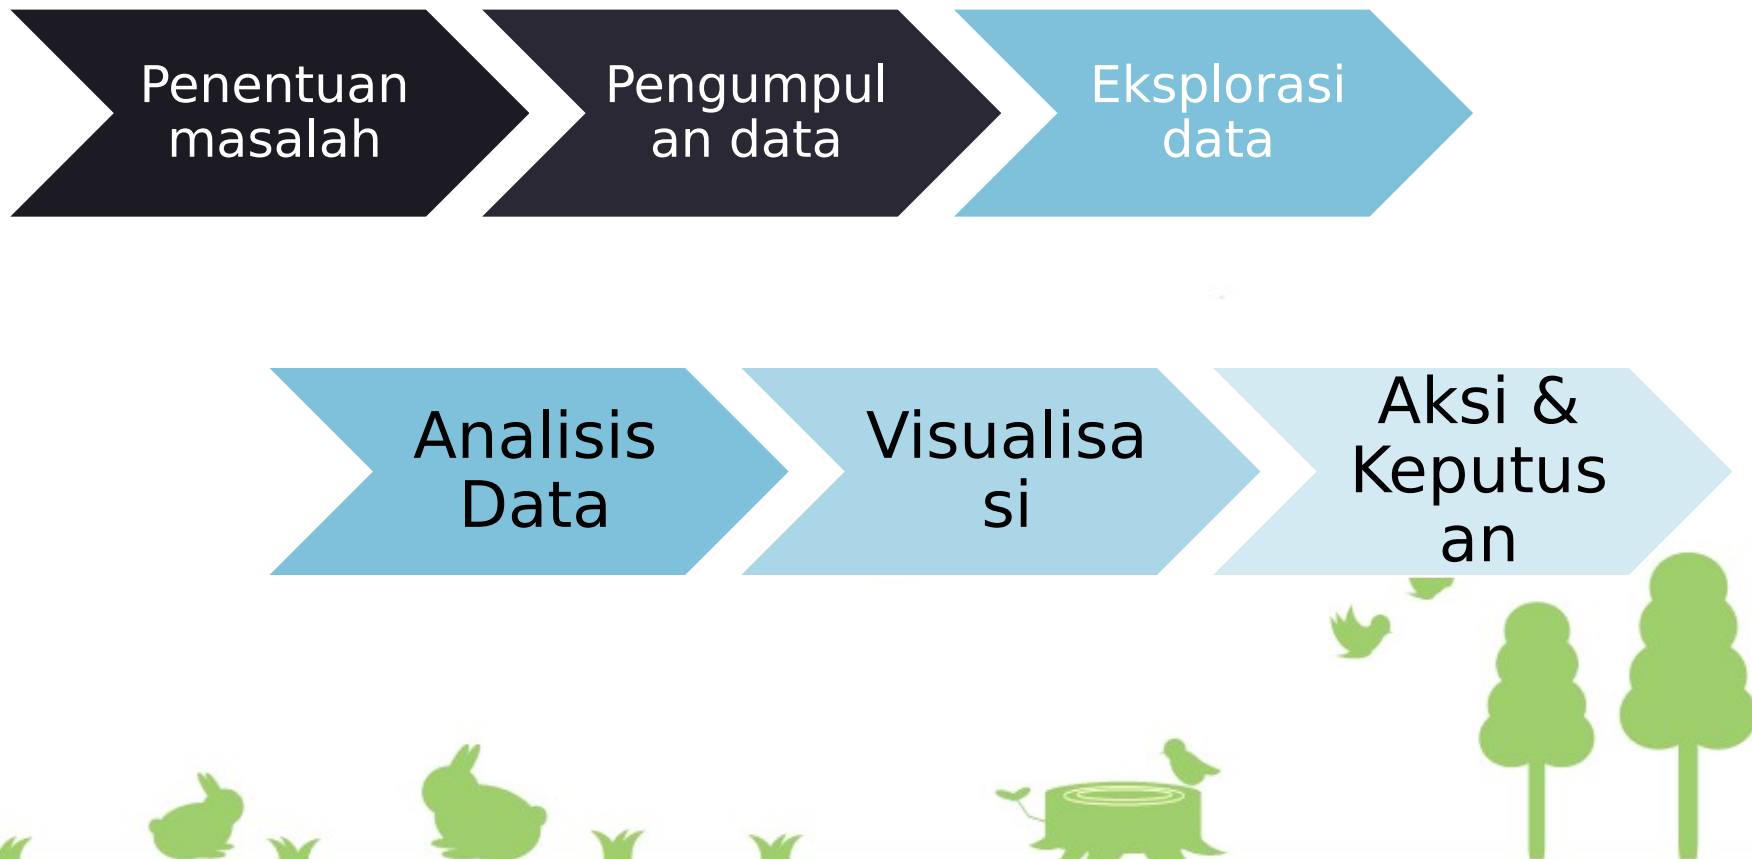 Penentuan
masalah
Pengumpul
an data
Eksplorasi
data
Analisis
Data
Visualisa
si
Aksi &
Keputus
an